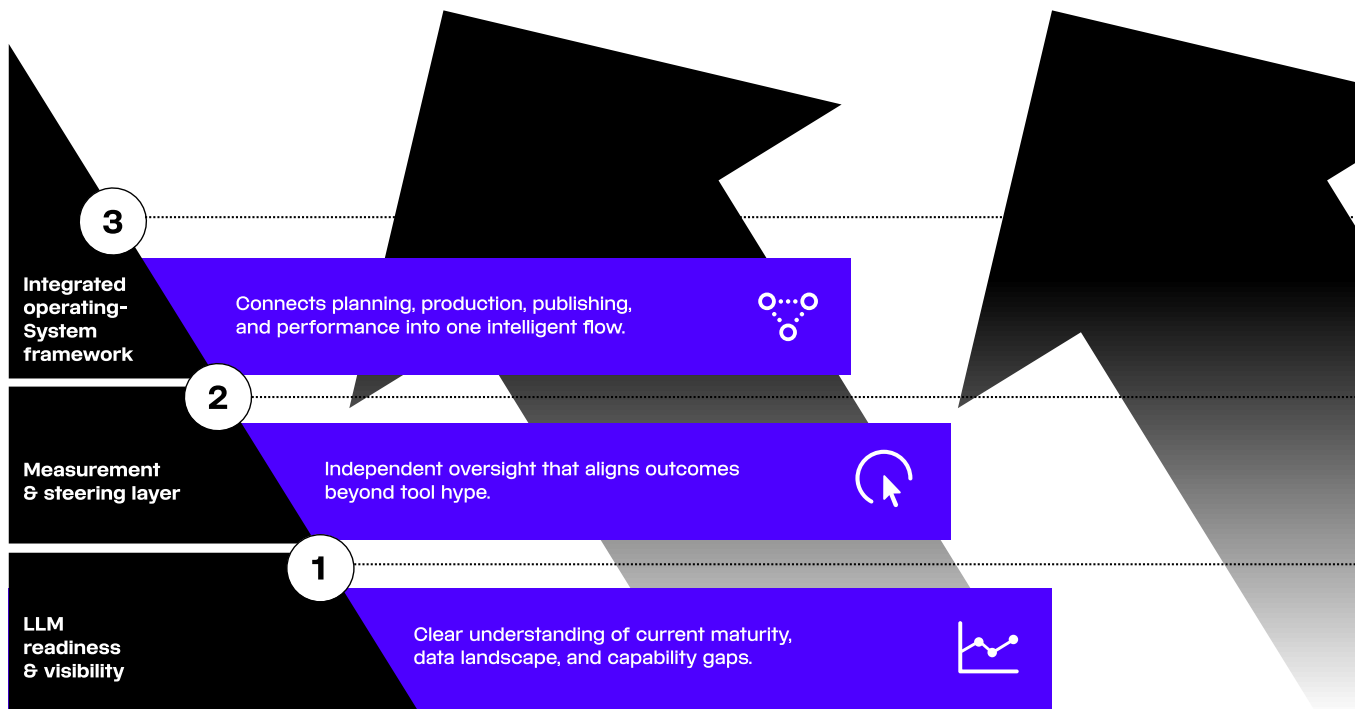 3
Integrated
operating-
System
framework
Connects planning, production, publishing,
and performance into one intelligent flow.
2
Measurement
& steering layer
Independent oversight that aligns outcomes
beyond tool hype.
1
LLM
readiness
& visibility
Clear understanding of current maturity,
data landscape, and capability gaps.